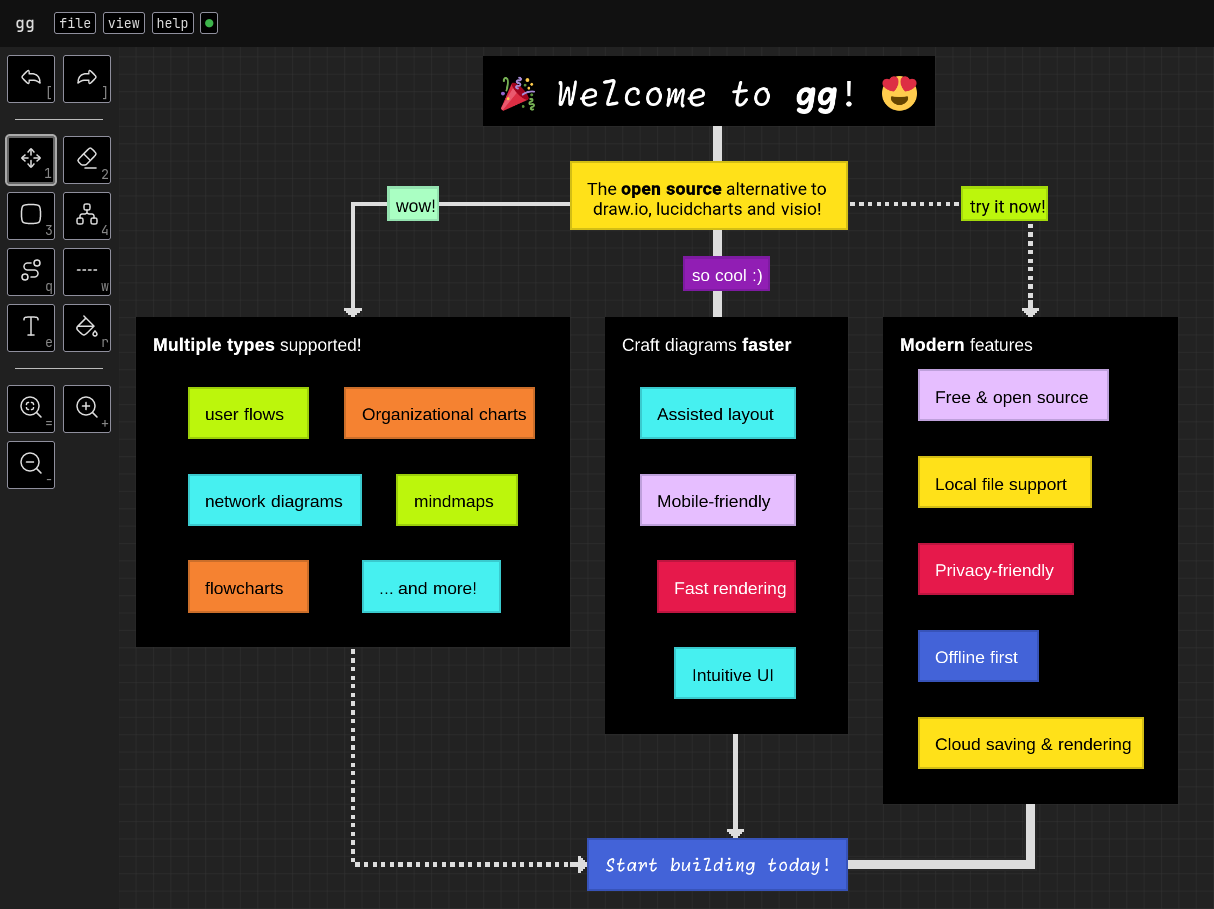 gg file view help
[ ]
🎉 Welcome to gg! 😍
1 2
The open source alternative to
draw.io, lucidcharts and visio!
wow!
try it now!
3 4
so cool :)
q w
e r
Multiple types supported!
Craft diagrams faster
Modern features
Free & open source
user flows
Organizational charts
Assisted layout
= +
Local file support
network diagrams
mindmaps
Mobile-friendly
-
Privacy-friendly
flowcharts
... and more!
Fast rendering
Offline first
Intuitive UI
Cloud saving & rendering
Start building today!